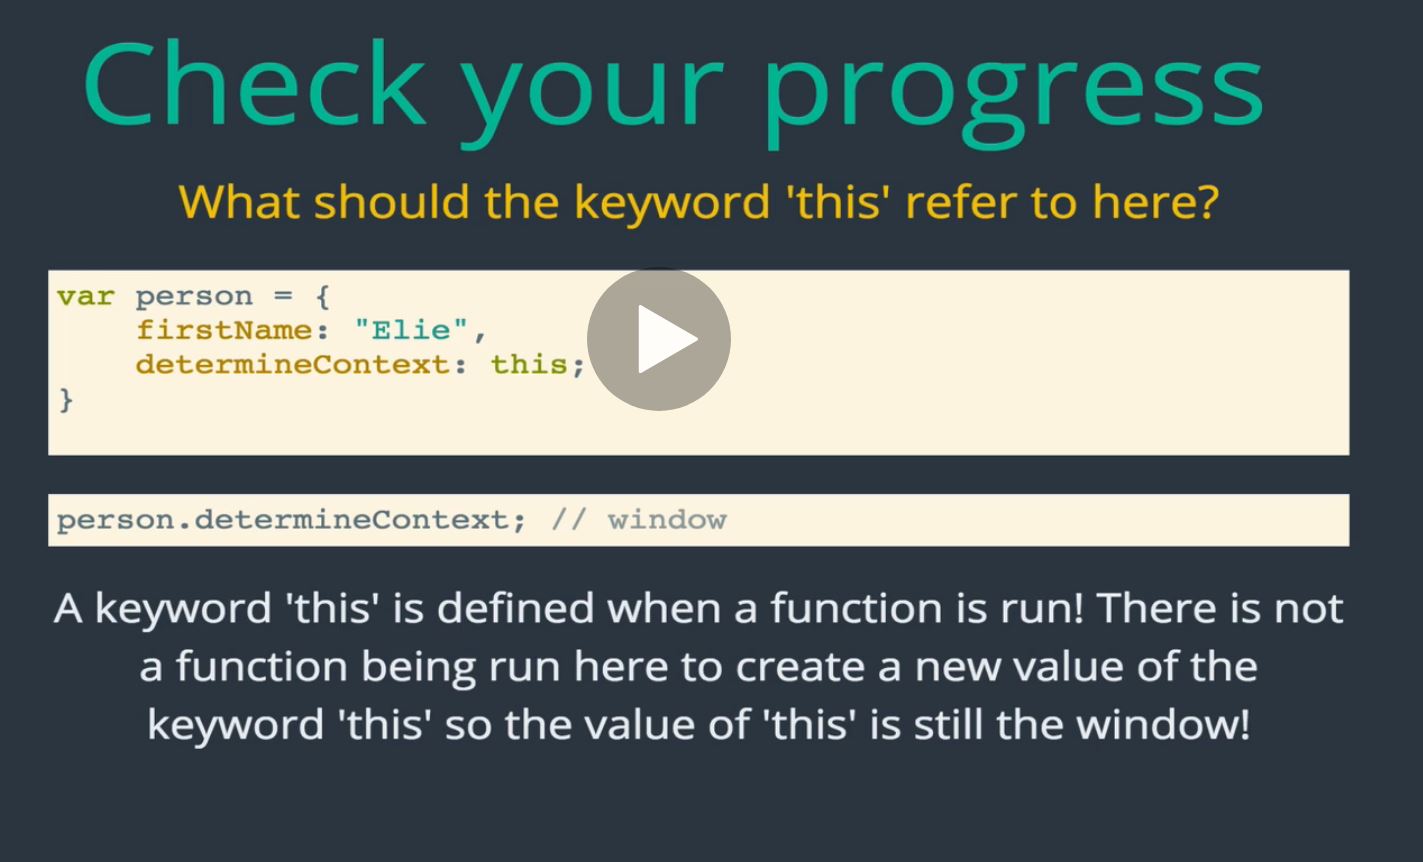 Check your progress
What should the keyword 'this' refer to here?
var person = {
    firstName: "Elie",
    determineContext: this;
}
person.determineContext; // window
A keyword 'this' is defined when a function is run! There is not
a function being run here to create a new value of the
keyword 'this' so the value of 'this' is still the window!